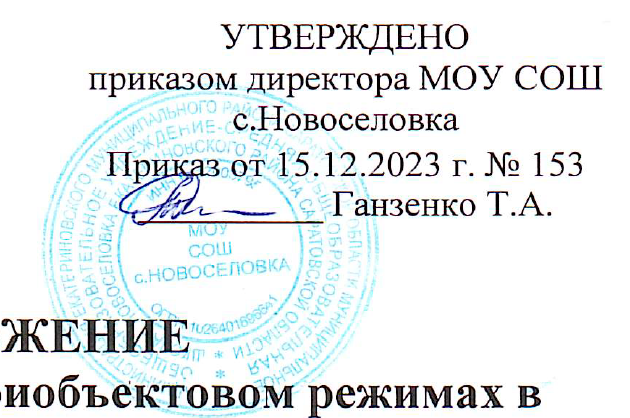 УТВЕРЖДЕНО
приказом директора МОУ СОШ
с.Новоселовка
Приказ от 15.12.2023 г. № 153
Ганзенко Т.А.
МОУ
СОШ
с.НОВОСЕЛОВКА
ЖЕНИЕ
риобъектовом режимах в